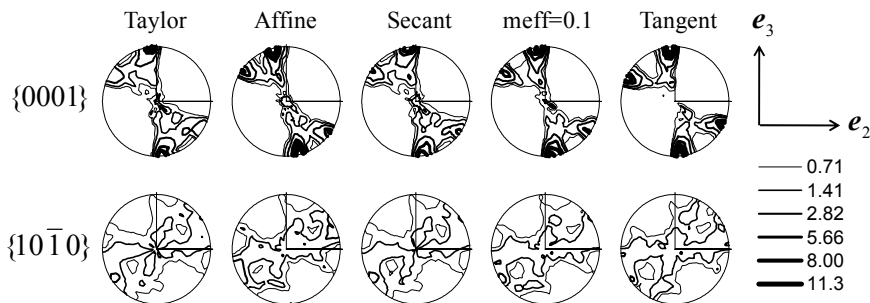 Taylor Affine Secant meff=0.1 Tangent
e₃
{0001}
e₂
0.71
1.41
2.82
5.66
8.00
11.3
{101̄0}